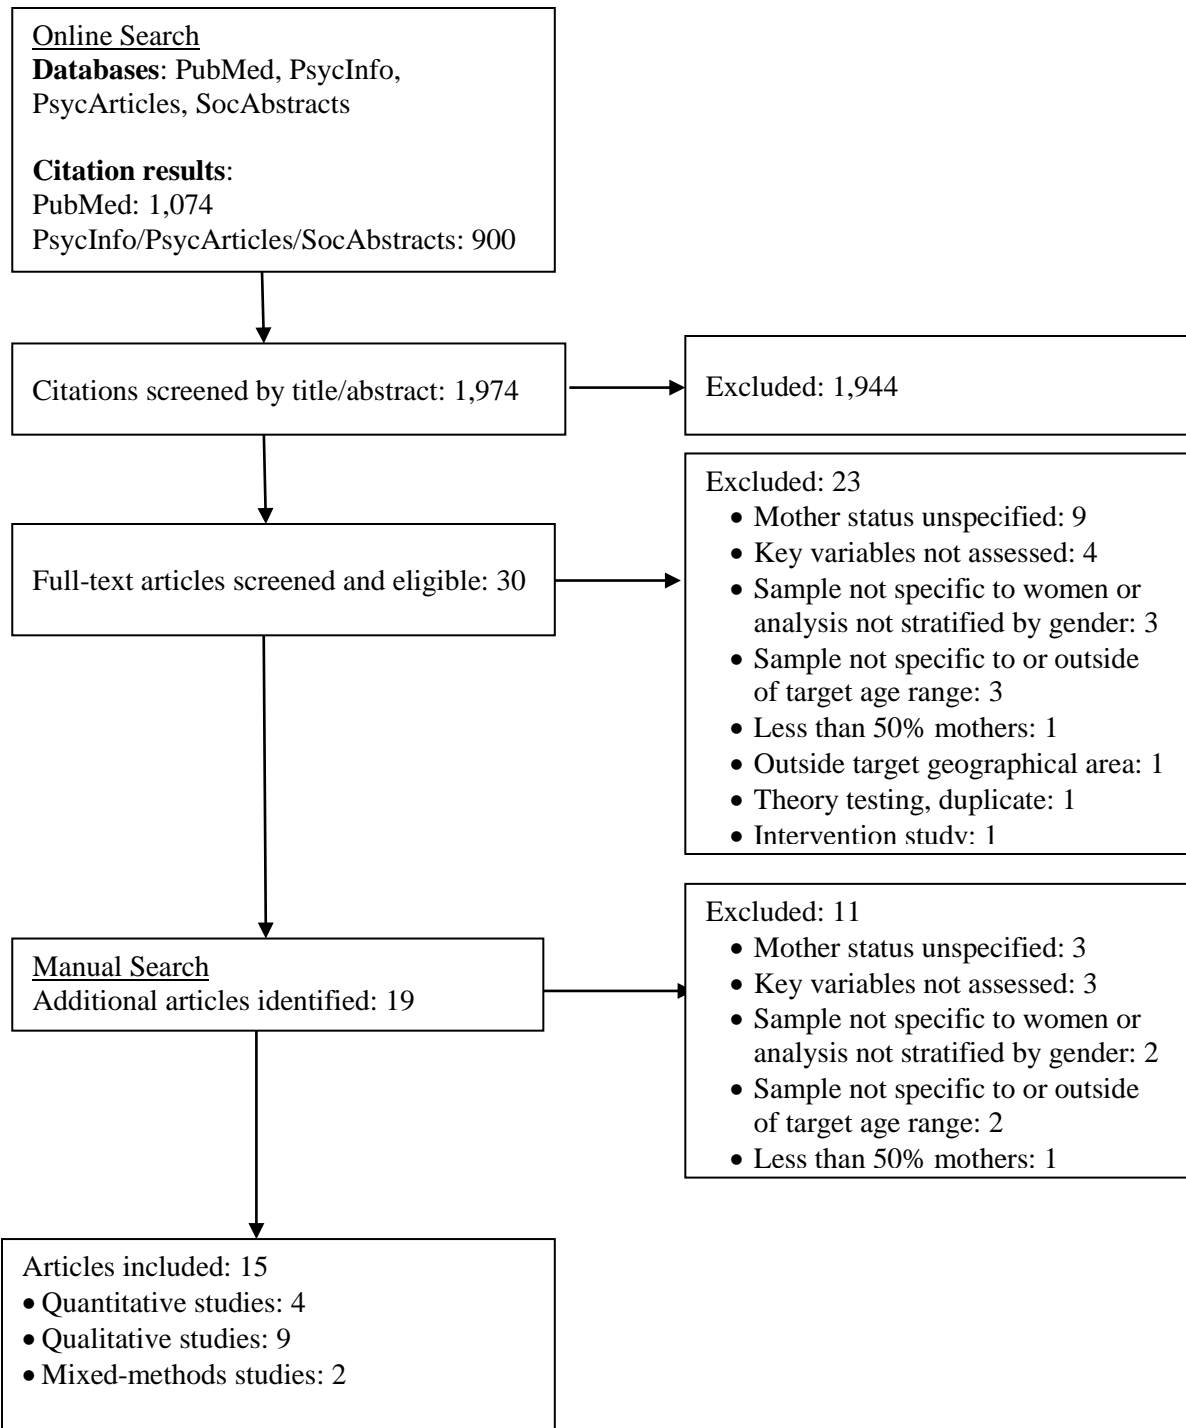 Online Search
Databases: PubMed, PsycInfo,
PsycArticles, SocAbstracts
Citation results:
PubMed: 1,074
PsycInfo/PsycArticles/SocAbstracts: 900
Citations screened by title/abstract: 1,974
Excluded: 1,944
Full-text articles screened and eligible: 30
Excluded: 23
• Mother status unspecified: 9
• Key variables not assessed: 4
• Sample not specific to women or
analysis not stratified by gender: 3
• Sample not specific to or outside
of target age range: 3
• Less than 50% mothers: 1
• Outside target geographical area: 1
• Theory testing, duplicate: 1
• Intervention study: 1
Manual Search
Additional articles identified: 19
Excluded: 11
• Mother status unspecified: 3
• Key variables not assessed: 3
• Sample not specific to women or
analysis not stratified by gender: 2
• Sample not specific to or outside
of target age range: 2
• Less than 50% mothers: 1
Articles included: 15
• Quantitative studies: 4
• Qualitative studies: 9
• Mixed-methods studies: 2